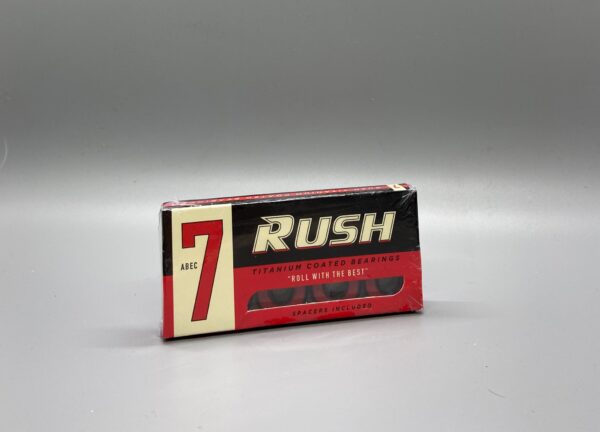 ABEC
7
RUSH
TITANIUM COATED BEARINGS
"ROLL WITH THE BEST"
SPACERS INCLUDED